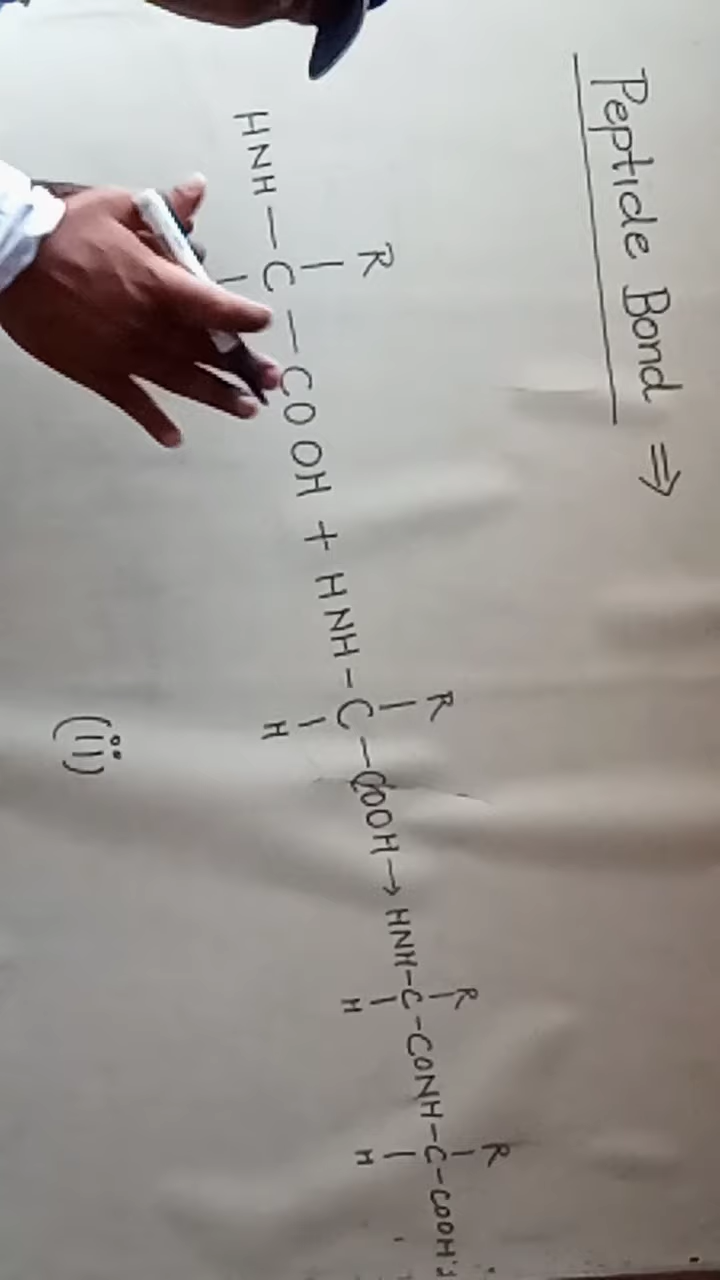 Peptide Bond ⇒
R R R R
HNH — C — COOH + HNH – C – COOH → HNH – C – CONH – C – COOH
H H H
(ii)